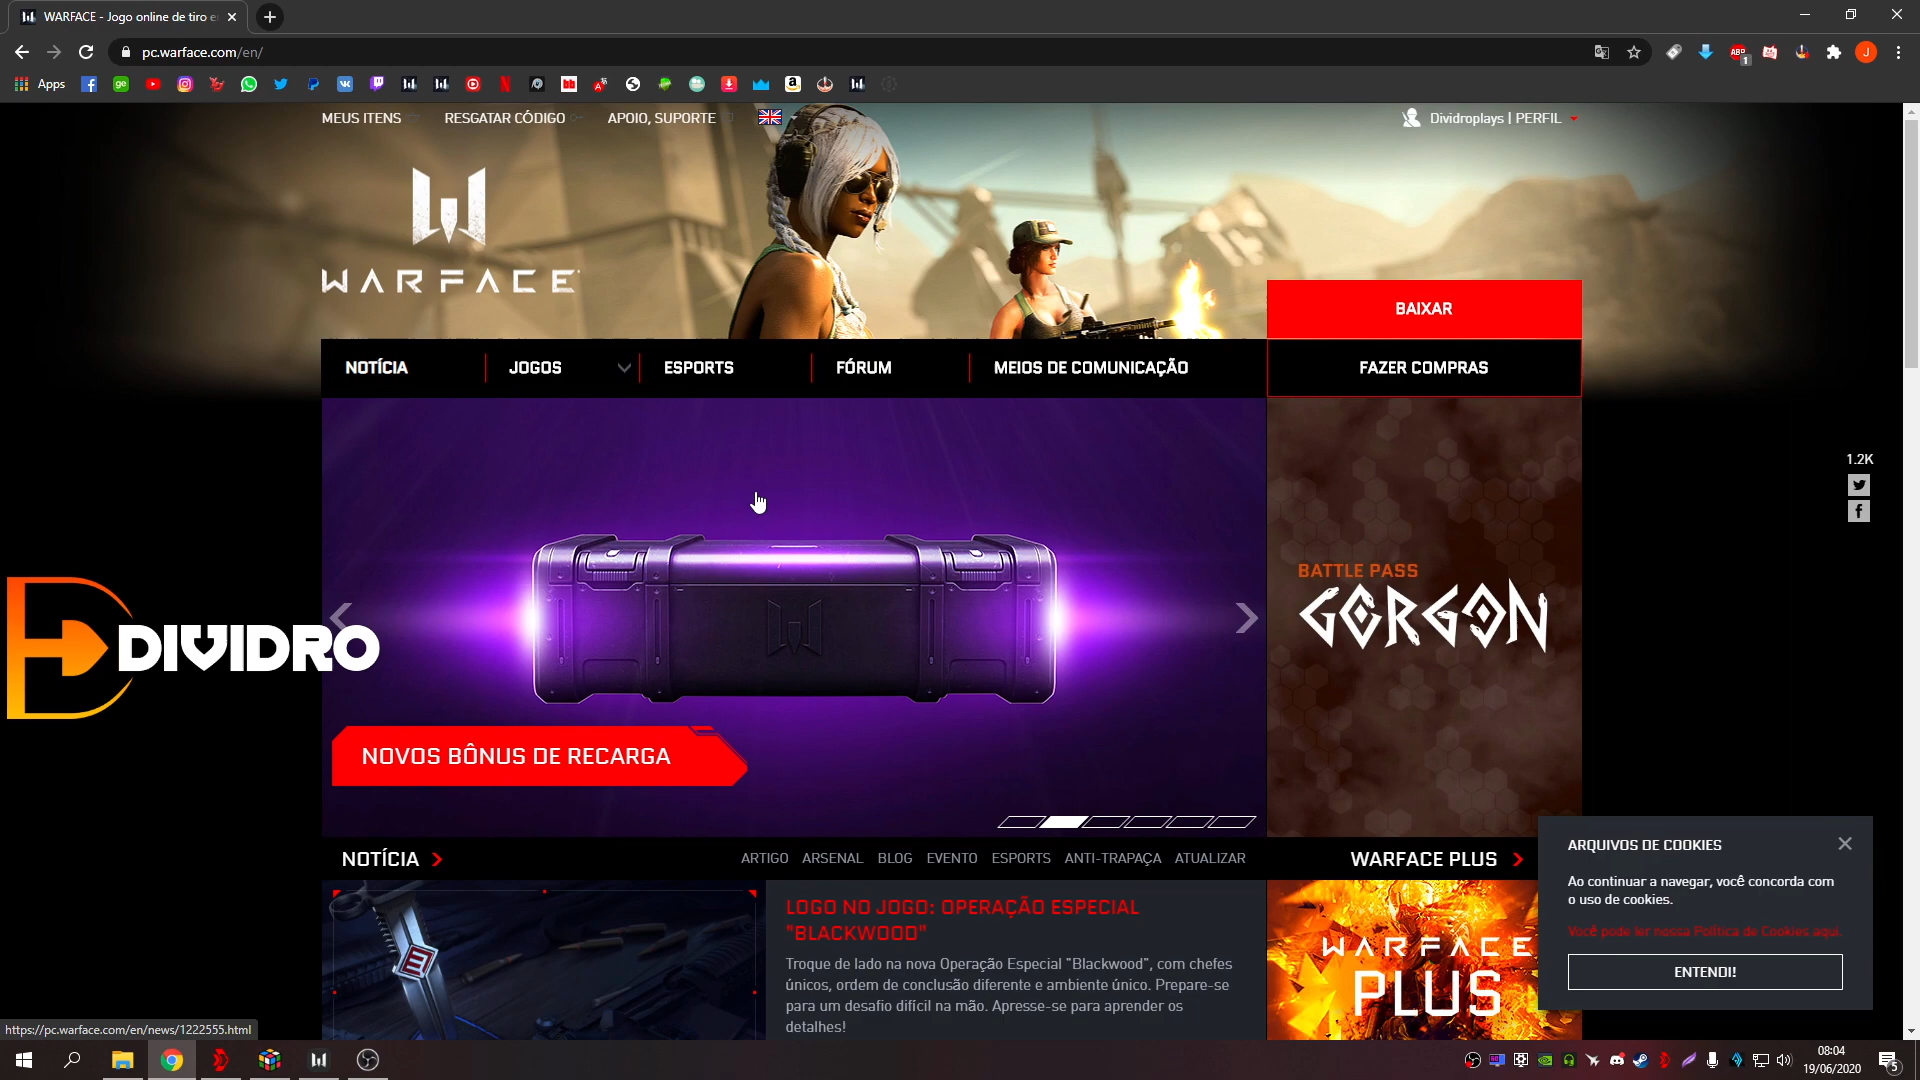 WARFACE - Jogo online de tiro e
pc.warface.com/en/
Apps
MEUS ITENS
RESGATAR CÓDIGO
APOIO, SUPORTE
Dividroplays | PERFIL
WARFACE
BAIXAR
NOTÍCIA
JOGOS
ESPORTS
FÓRUM
MEIOS DE COMUNICAÇÃO
FAZER COMPRAS
1.2K
BATTLE PASS
GORGON
DIVIDRO
NOVOS BÔNUS DE RECARGA
NOTÍCIA
ARTIGO
ARSENAL
BLOG
EVENTO
ESPORTS
ANTI-TRAPAÇA
ATUALIZAR
WARFACE PLUS
LOGO NO JOGO: OPERAÇÃO ESPECIAL
"BLACKWOOD"
Troque de lado na nova Operação Especial "Blackwood", com chefes
únicos, ordem de conclusão diferente e ambiente único. Prepare-se
para um desafio difícil na mão. Apresse-se para aprender os
detalhes!
WARFACE
PLUS
ARQUIVOS DE COOKIES
Ao continuar a navegar, você concorda com
o uso de cookies.
Você pode ler nossa Política de Cookies aqui.
ENTENDI!
https://pc.warface.com/en/news/1222555.html
08:04
19/06/2020
5